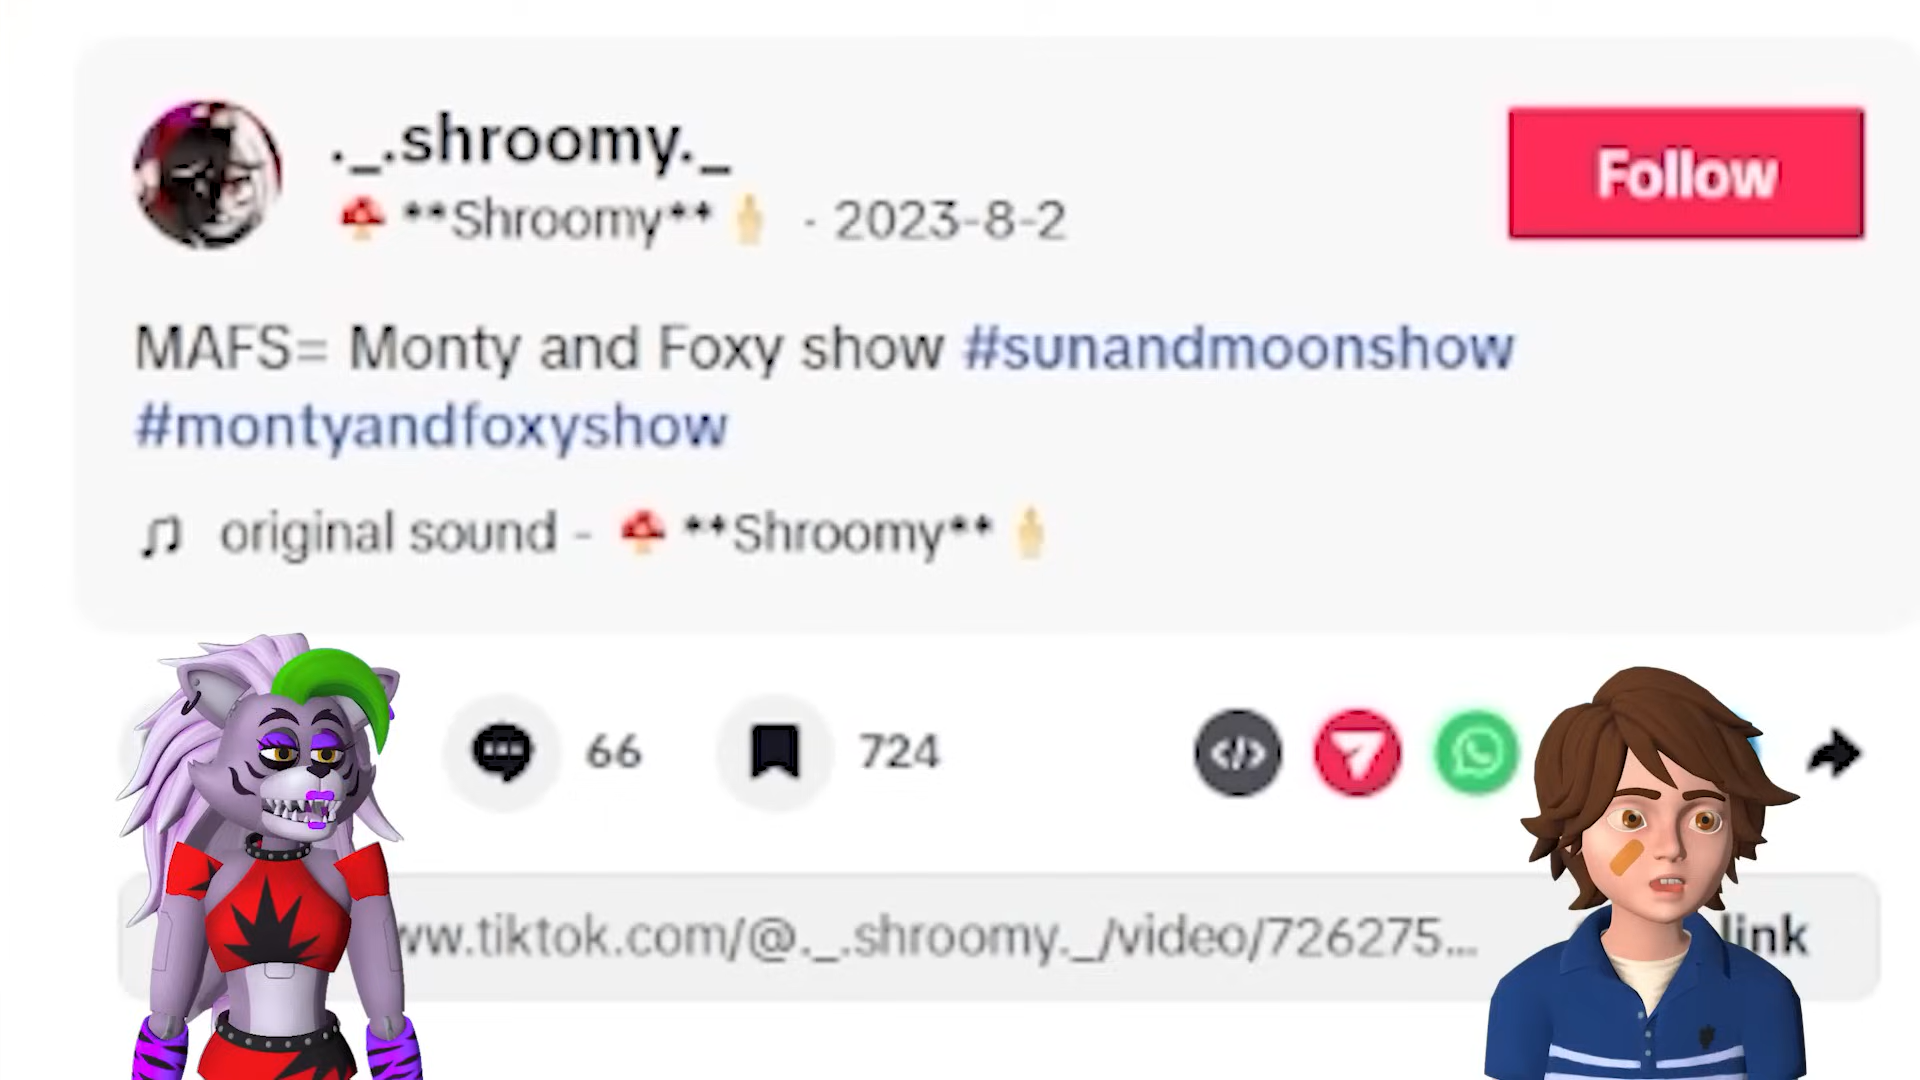 ._.shroomy._
**Shroomy** · 2023-8-2
Follow
MAFS= Monty and Foxy show #sunandmoonshow
#montyandfoxyshow
original sound - **Shroomy**
66
724
ww.tiktok.com/@._.shroomy._/video/726275...
link